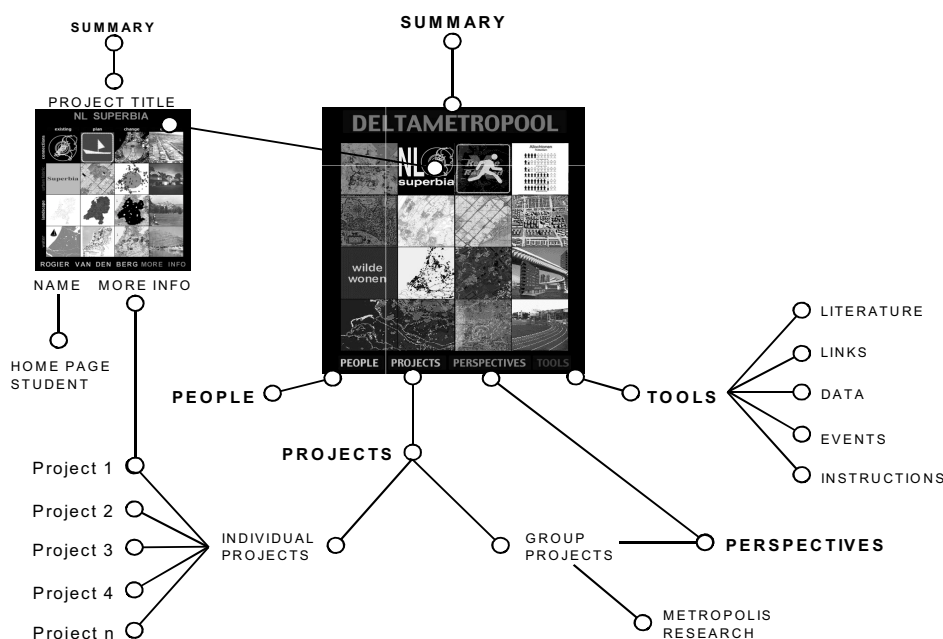 SUMMARY
SUMMARY
PROJECT TITLE
NL SUPERBIA
existing plan change
Superbia
ROGIER VAN DEN BERG MORE INFO
NAME MORE INFO
HOME PAGE
STUDENT
DELTAMETROPOOL
NL
superbia
wilde
wonen
PEOPLE PROJECTS PERSPECTIVES TOOLS
PEOPLE
PROJECTS
TOOLS
LITERATURE
LINKS
DATA
EVENTS
INSTRUCTIONS
Project 1
Project 2
Project 3
Project 4
Project n
INDIVIDUAL
PROJECTS
GROUP
PROJECTS
PERSPECTIVES
METROPOLIS
RESEARCH